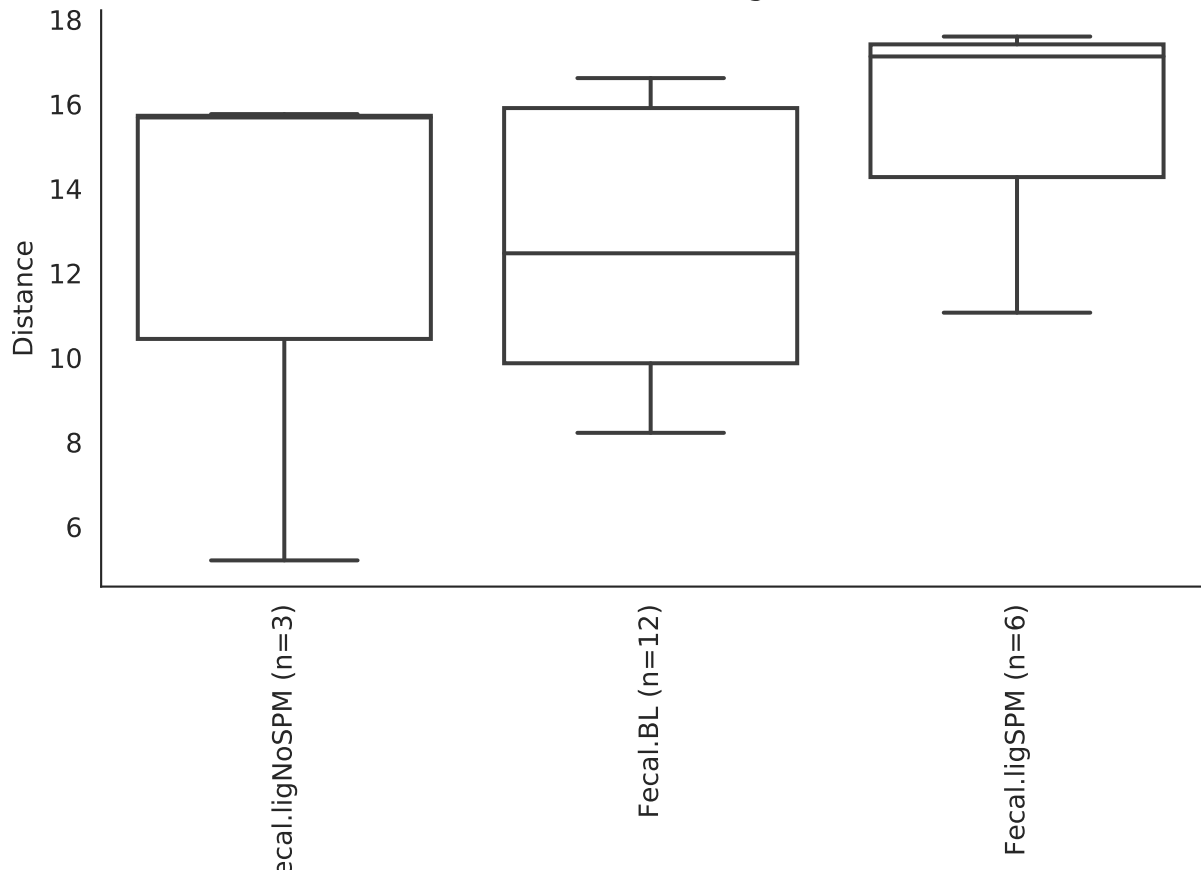 18
16
14
12
10
8
6
Distance
ecal.ligNoSPM (n=3)
Fecal.BL (n=12)
Fecal.ligSPM (n=6)